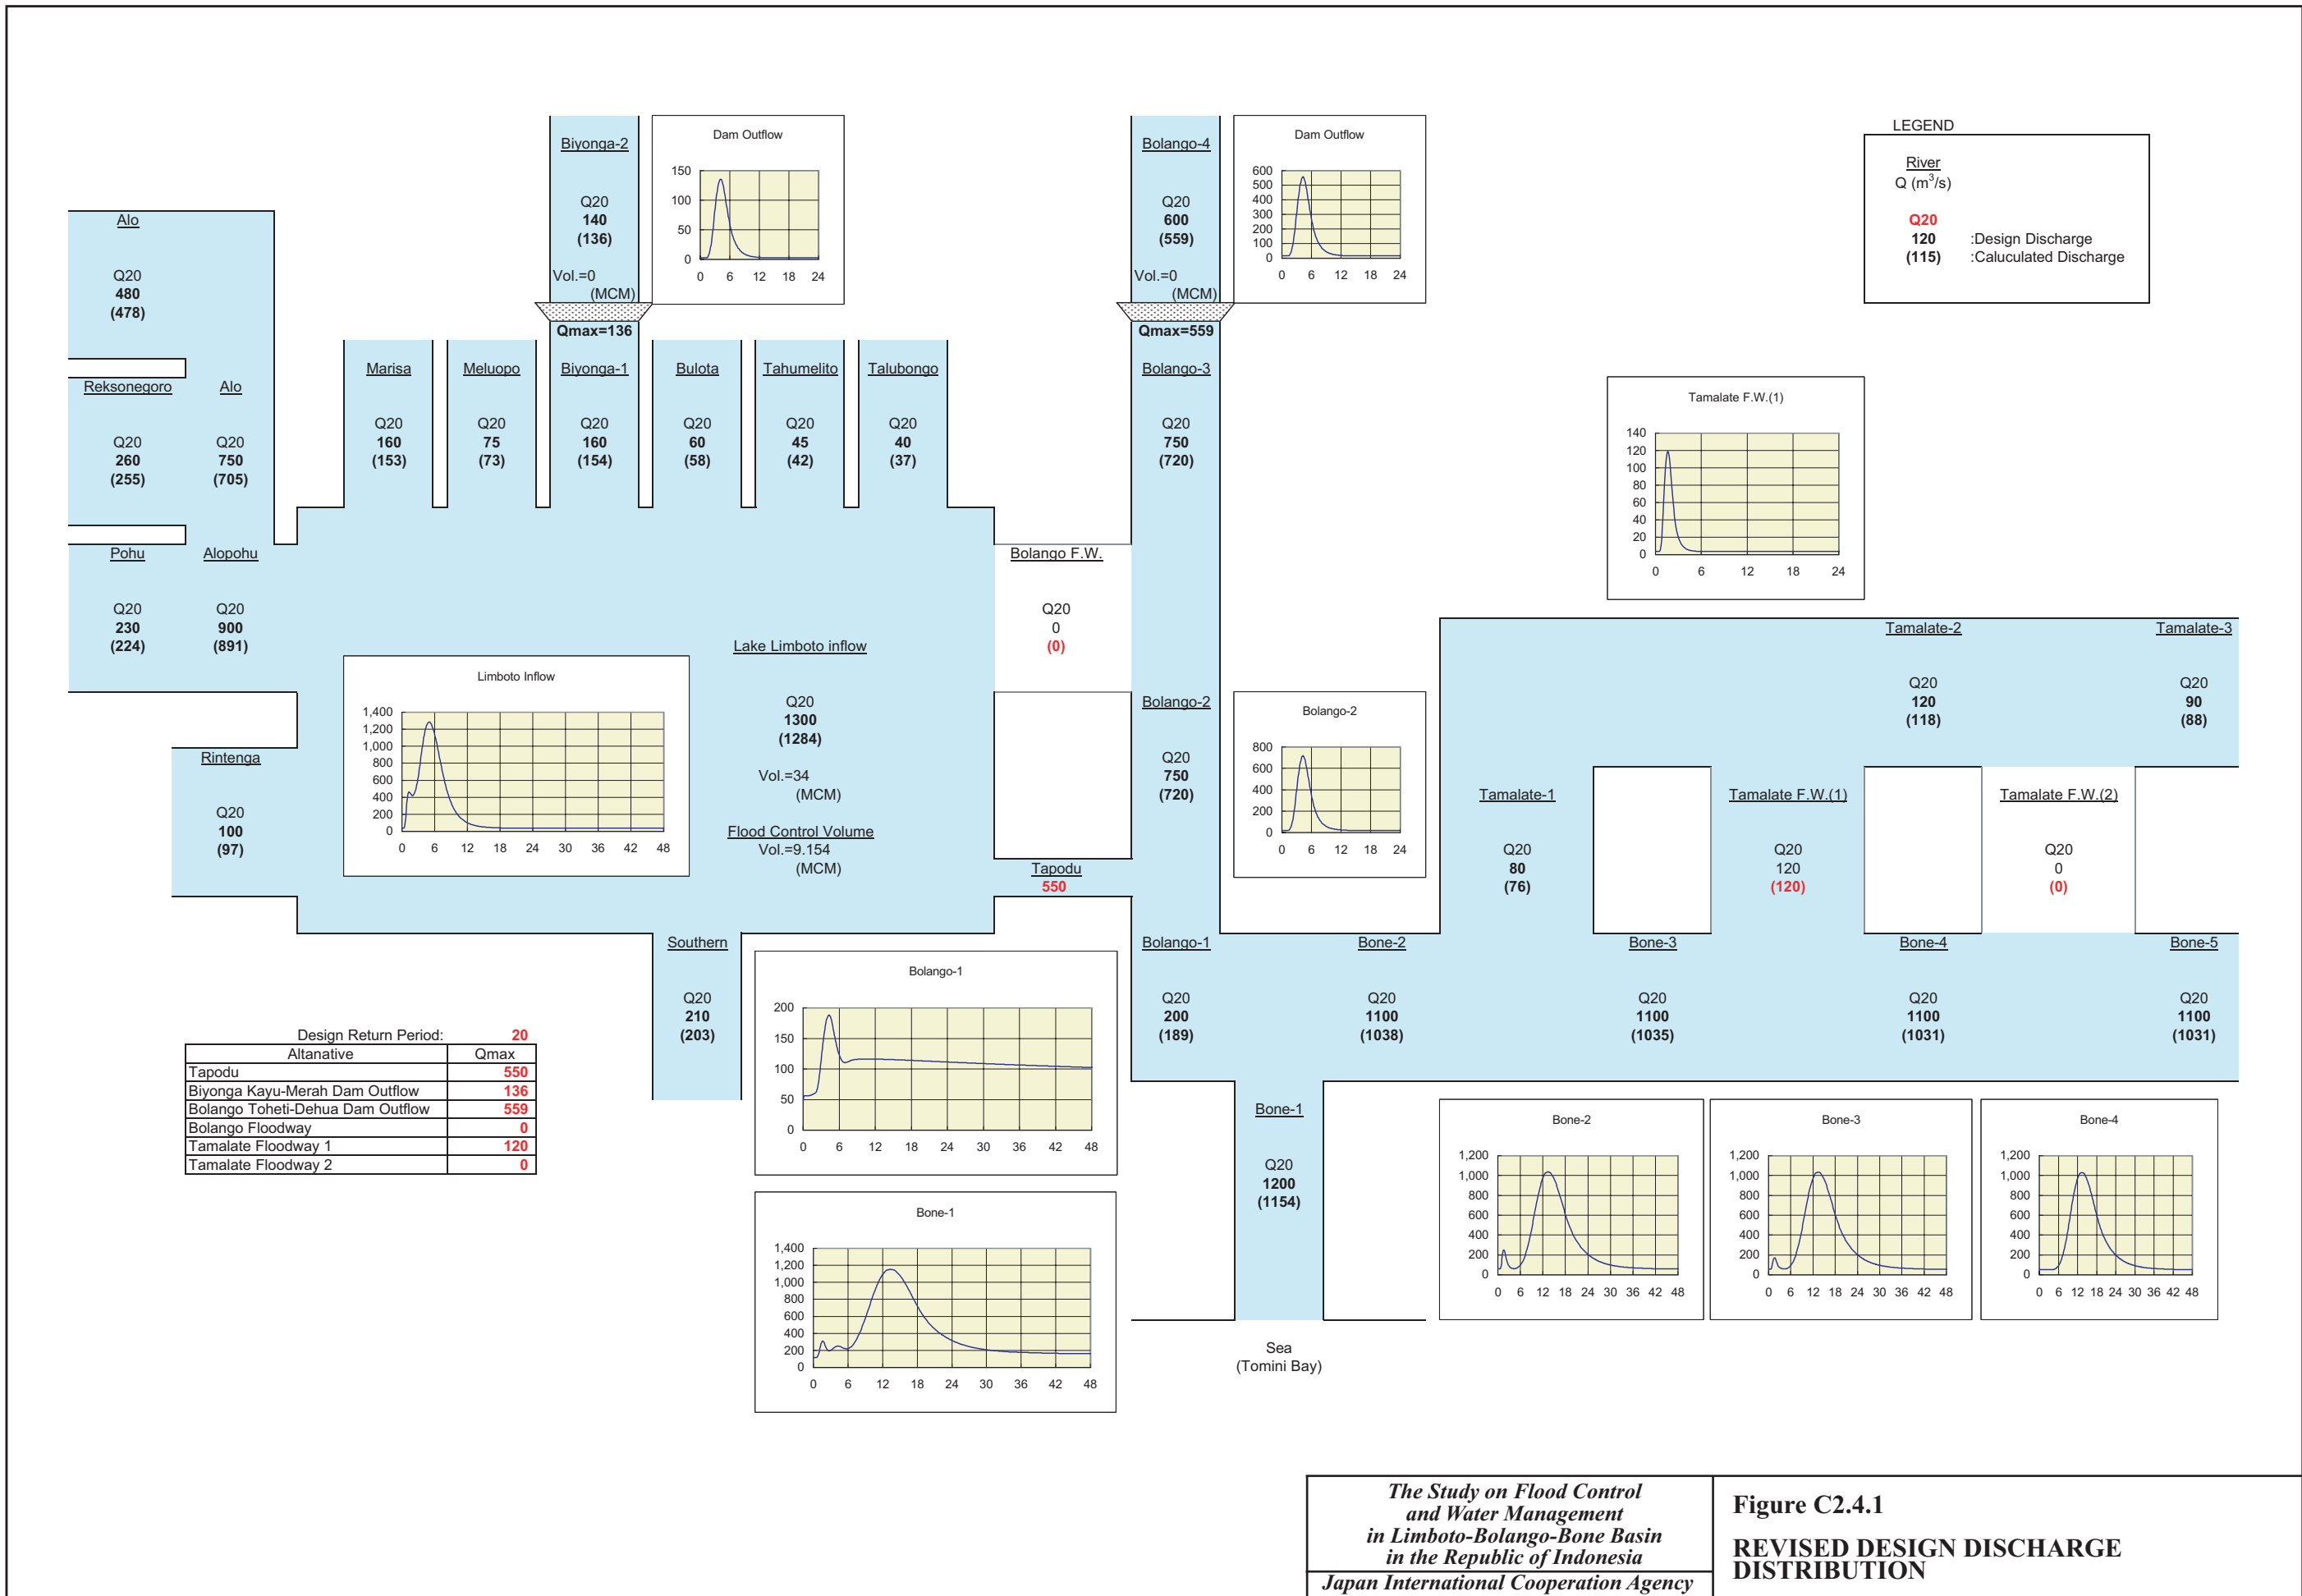 Biyonga-2
Q20
140
(136)
Vol.=0
(MCM)
Qmax=136
Dam Outflow
150
100
50
0
0 6 12 18 24
Bolango-4
Q20
600
(559)
Vol.=0
(MCM)
Qmax=559
Dam Outflow
600
500
400
300
200
100
0
0 6 12 18 24
LEGEND
River
Q (m³/s)
Q20
120 :Design Discharge
(115) :Caluculated Discharge
Alo
Q20
480
(478)
Reksonegoro
Q20
260
(255)
Alo
Q20
750
(705)
Marisa
Q20
160
(153)
Meluopo
Q20
75
(73)
Biyonga-1
Q20
160
(154)
Bulota
Q20
60
(58)
Tahumelito
Q20
45
(42)
Talubongo
Q20
40
(37)
Bolango-3
Q20
750
(720)
Tamalate F.W.(1)
140
120
100
80
60
40
20
0
0 6 12 18 24
Pohu
Q20
230
(224)
Alopohu
Q20
900
(891)
Bolango F.W.
Q20
0
(0)
Limboto Inflow
1,400
1,200
1,000
800
600
400
200
0
0 6 12 18 24 30 36 42 48
Lake Limboto inflow
Q20
1300
(1284)
Vol.=34
(MCM)
Flood Control Volume
Vol.=9.154
(MCM)
Rintenga
Q20
100
(97)
Bolango-2
Q20
750
(720)
Bolango-2
800
600
400
200
0
0 6 12 18 24
Tamalate-2
Q20
120
(118)
Tamalate-3
Q20
90
(88)
Tamalate-1
Q20
80
(76)
Tamalate F.W.(1)
Q20
120
(120)
Tamalate F.W.(2)
Q20
0
(0)
Tapodu
550
Southern
Q20
210
(203)
Bolango-1
200
150
100
50
0
0 6 12 18 24 30 36 42 48
Bolango-1
Q20
200
(189)
Bone-2
Q20
1100
(1038)
Bone-3
Q20
1100
(1035)
Bone-4
Q20
1100
(1031)
Bone-5
Q20
1100
(1031)
Design Return Period: 20
Altanative Qmax
Tapodu 550
Biyonga Kayu-Merah Dam Outflow 136
Bolango Toheti-Dehua Dam Outflow 559
Bolango Floodway 0
Tamalate Floodway 1 120
Tamalate Floodway 2 0
Bone-1
1,400
1,200
1,000
800
600
400
200
0
0 6 12 18 24 30 36 42 48
Bone-1
Q20
1200
(1154)
Sea
(Tomini Bay)
Bone-2
1,200
1,000
800
600
400
200
0
0 6 12 18 24 30 36 42 48
Bone-3
1,200
1,000
800
600
400
200
0
0 6 12 18 24 30 36 42 48
Bone-4
1,200
1,000
800
600
400
200
0
0 6 12 18 24 30 36 42 48
The Study on Flood Control
and Water Management
in Limboto-Bolango-Bone Basin
in the Republic of Indonesia
Japan International Cooperation Agency
Figure C2.4.1
REVISED DESIGN DISCHARGE
DISTRIBUTION